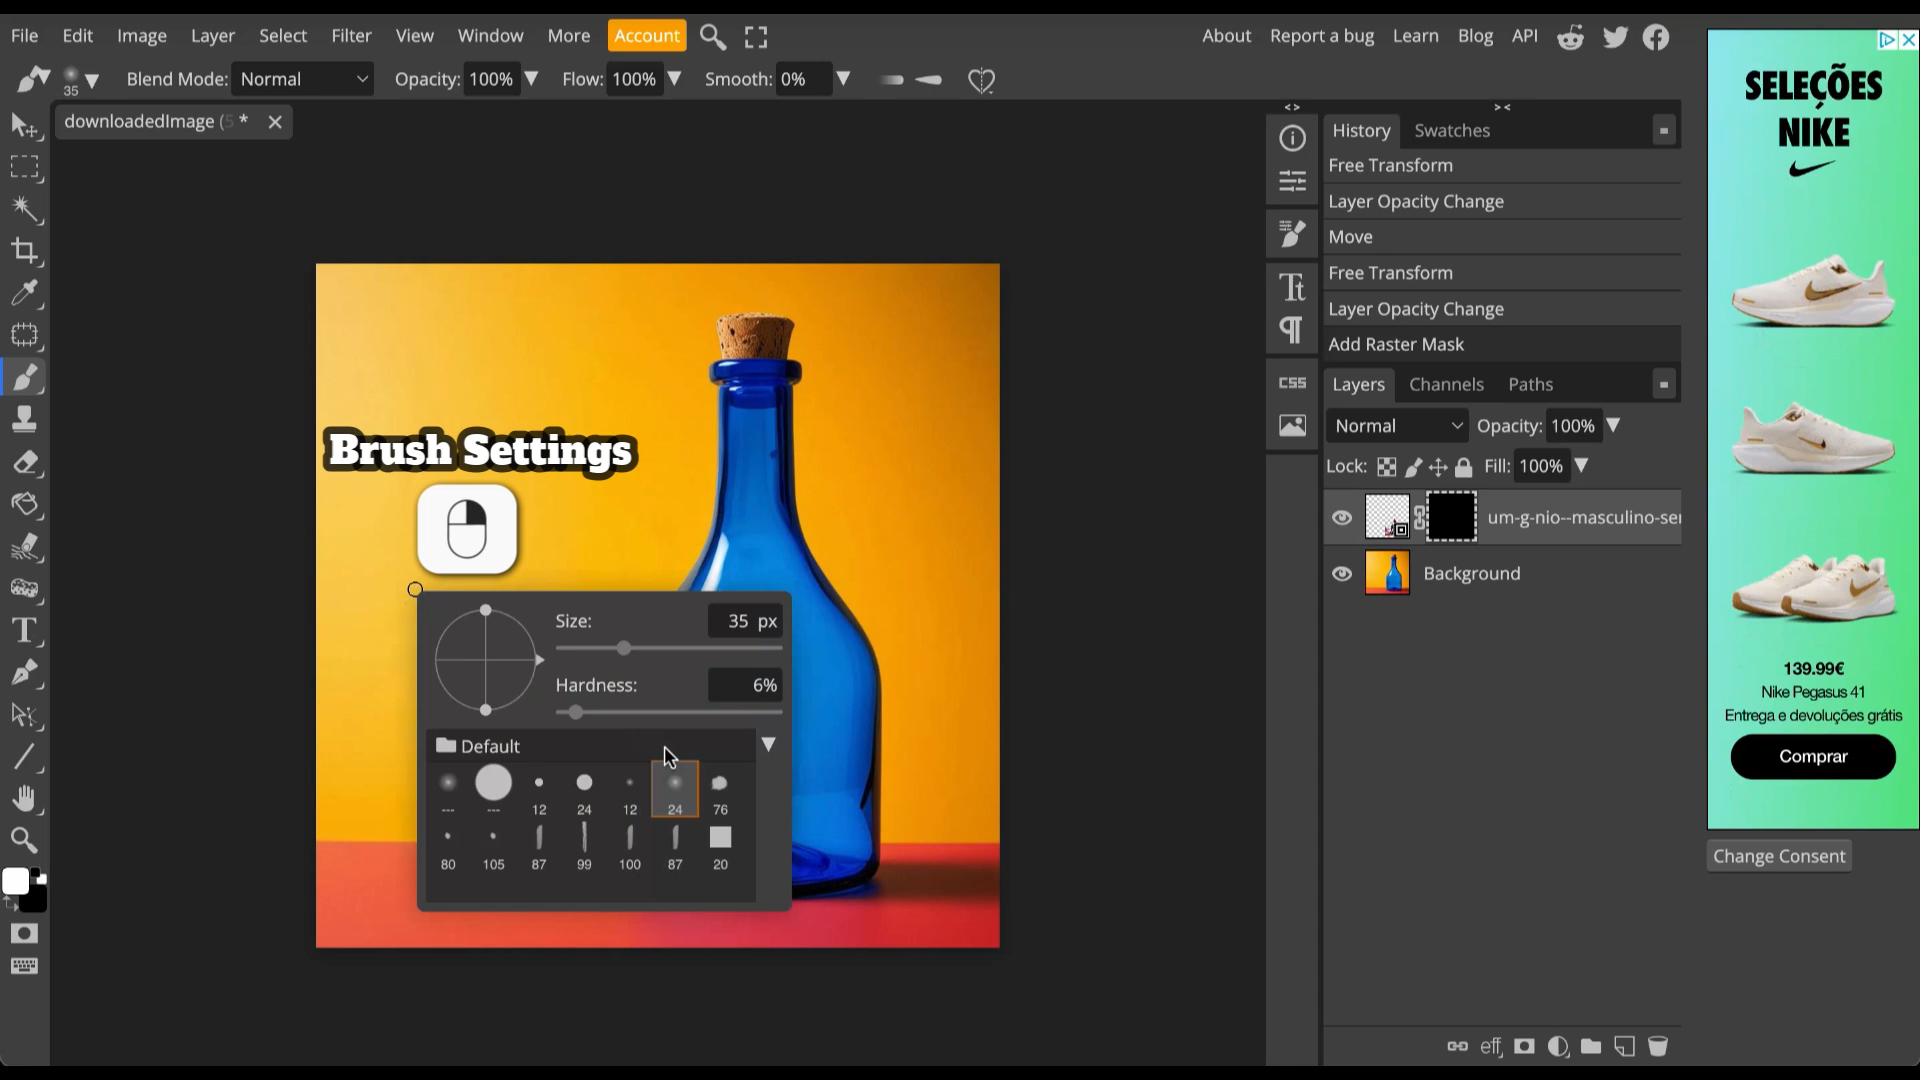 File Edit Image Layer Select Filter View Window More Account
About Report a bug Learn Blog API
35 Blend Mode: Normal Opacity: 100% Flow: 100% Smooth: 0%
downloadedImage (5 *
Brush Settings
Size: 35 px
Hardness: 6%
Default
--- --- 12 24 12 24 76
80 105 87 99 100 87 20
< > > <
History Swatches
Free Transform
Layer Opacity Change
Move
Free Transform
Layer Opacity Change
Add Raster Mask
CSS
Layers Channels Paths
Normal Opacity: 100%
Lock: Fill: 100%
um-g-nio--masculino-ser
Background
eff
SELEÇÕES
NIKE
139.99€
Nike Pegasus 41
Entrega e devoluções grátis
Comprar
Change Consent